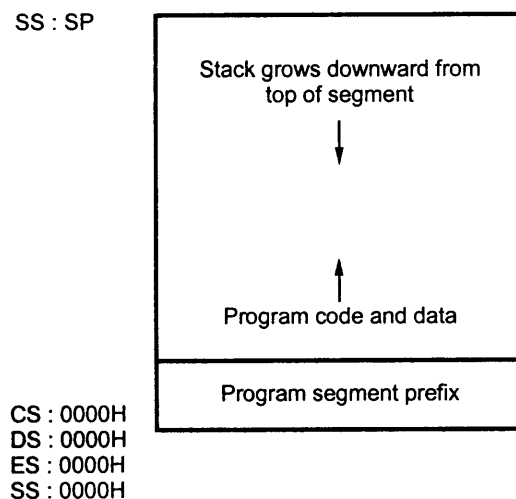 SS : SP
Stack grows downward from
top of segment
Program code and data
Program segment prefix
CS : 0000H
DS : 0000H
ES : 0000H
SS : 0000H